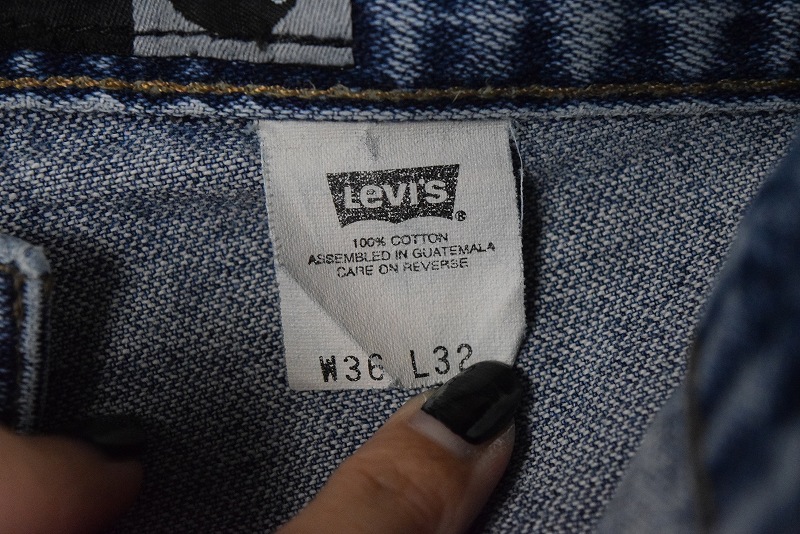 Levi's ®
100% COTTON
ASSEMBLED IN GUATEMALA
CARE ON REVERSE
W36 L32